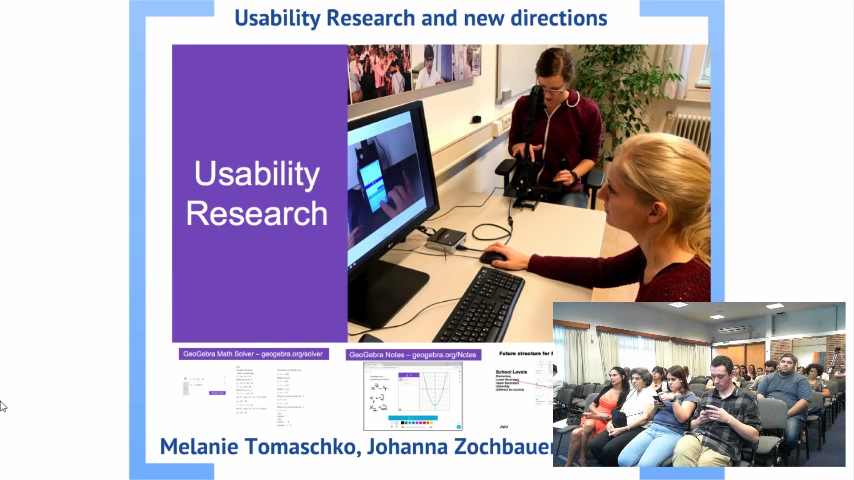 Usability Research and new directions
Usability
Research
GeoGebra Math Solver – geogebra.org/solver
GeoGebra Notes – geogebra.org/Notes
Future structure for
School Levels
Melanie Tomaschko, Johanna Zochbauer